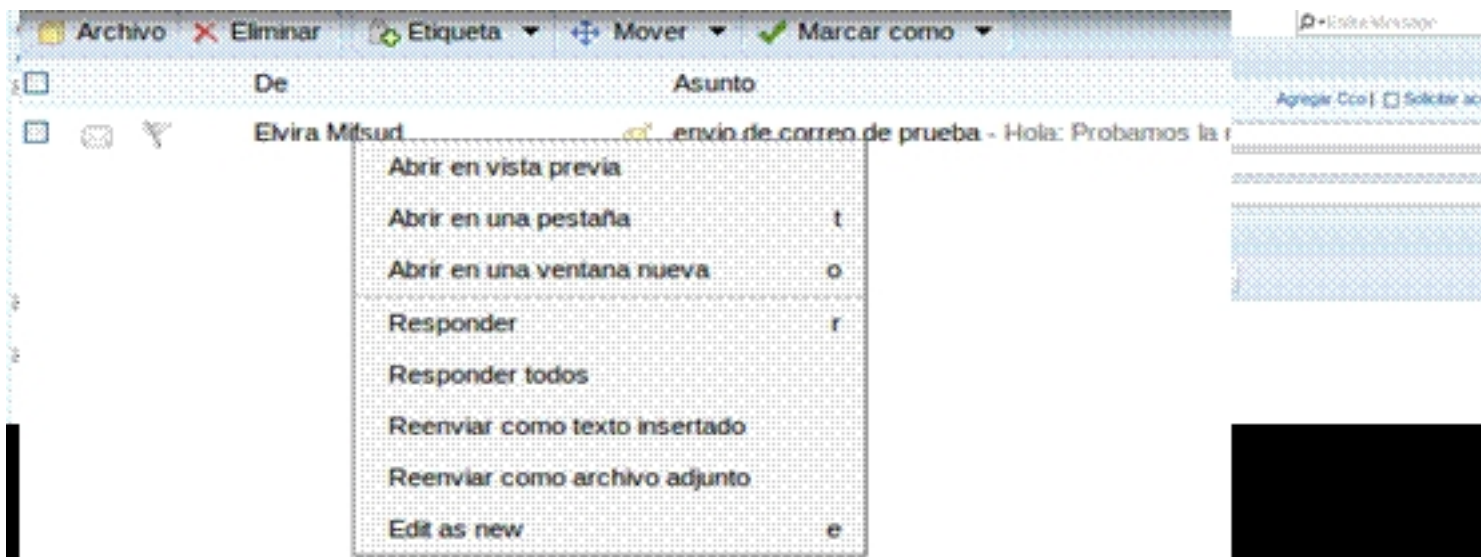 Archivo Eliminar Etiqueta Mover Marcar como
De Asunto
Agregar Cco | Solicitar
Elvira Mifsud envio de correo de prueba - Hola: Probamos la
Abrir en vista previa
Abrir en una pestaña t
Abrir en una ventana nueva o
Responder r
Responder todos
Reenviar como texto insertado
Reenviar como archivo adjunto
Edit as new e